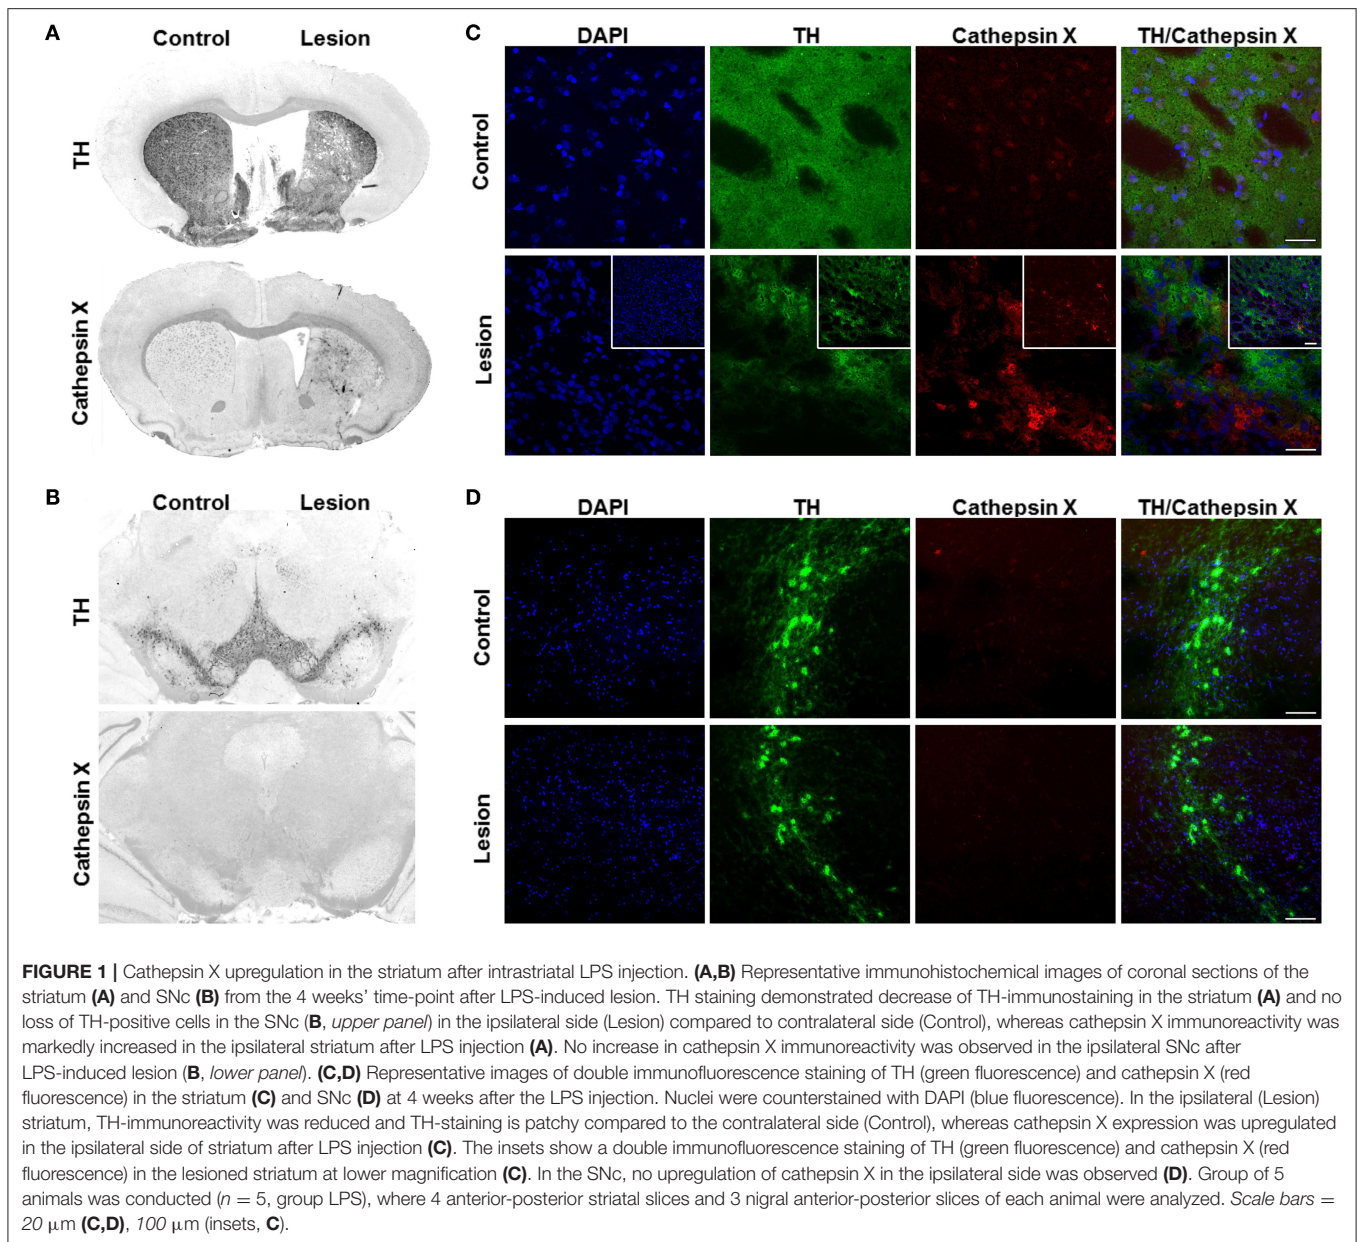 A
Control Lesion
TH
Cathepsin X
C
DAPI TH Cathepsin X TH/Cathepsin X
Control
Lesion
B
Control Lesion
TH
Cathepsin X
D
DAPI TH Cathepsin X TH/Cathepsin X
Control
Lesion
FIGURE 1 | Cathepsin X upregulation in the striatum after intrastriatal LPS injection. (A,B) Representative immunohistochemical images of coronal sections of the
striatum (A) and SNc (B) from the 4 weeks' time-point after LPS-induced lesion. TH staining demonstrated decrease of TH-immunostaining in the striatum (A) and no
loss of TH-positive cells in the SNc (B, upper panel) in the ipsilateral side (Lesion) compared to contralateral side (Control), whereas cathepsin X immunoreactivity was
markedly increased in the ipsilateral striatum after LPS injection (A). No increase in cathepsin X immunoreactivity was observed in the ipsilateral SNc after
LPS-induced lesion (B, lower panel). (C,D) Representative images of double immunofluorescence staining of TH (green fluorescence) and cathepsin X (red
fluorescence) in the striatum (C) and SNc (D) at 4 weeks after the LPS injection. Nuclei were counterstained with DAPI (blue fluorescence). In the ipsilateral (Lesion)
striatum, TH-immunoreactivity was reduced and TH-staining is patchy compared to the contralateral side (Control), whereas cathepsin X expression was upregulated
in the ipsilateral side of striatum after LPS injection (C). The insets show a double immunofluorescence staining of TH (green fluorescence) and cathepsin X (red
fluorescence) in the lesioned striatum at lower magnification (C). In the SNc, no upregulation of cathepsin X in the ipsilateral side was observed (D). Group of 5
animals was conducted (n = 5, group LPS), where 4 anterior-posterior striatal slices and 3 nigral anterior-posterior slices of each animal were analyzed. Scale bars =
20 μm (C,D), 100 μm (insets, C).